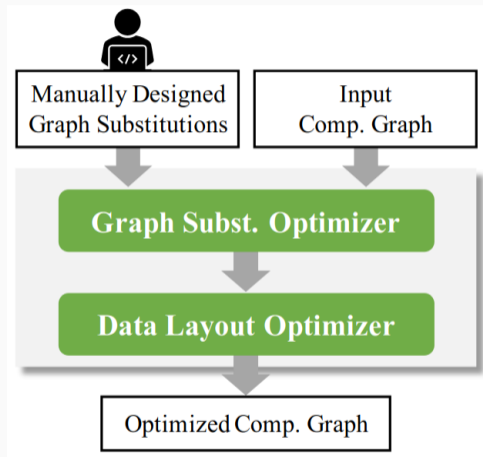 </>
Manually Designed
Graph Substitutions
Input
Comp. Graph
Graph Subst. Optimizer
Data Layout Optimizer
Optimized Comp. Graph